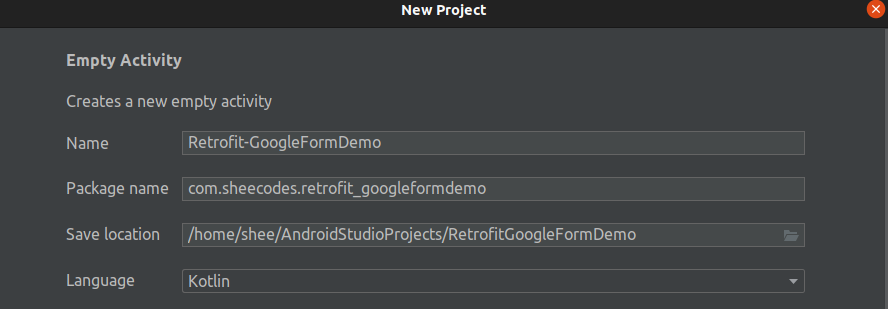 New Project
Empty Activity
Creates a new empty activity
Name Retrofit-GoogleFormDemo
Package name com.sheecodes.retrofit_googleformdemo
Save location /home/shee/AndroidStudioProjects/RetrofitGoogleFormDemo
Language Kotlin